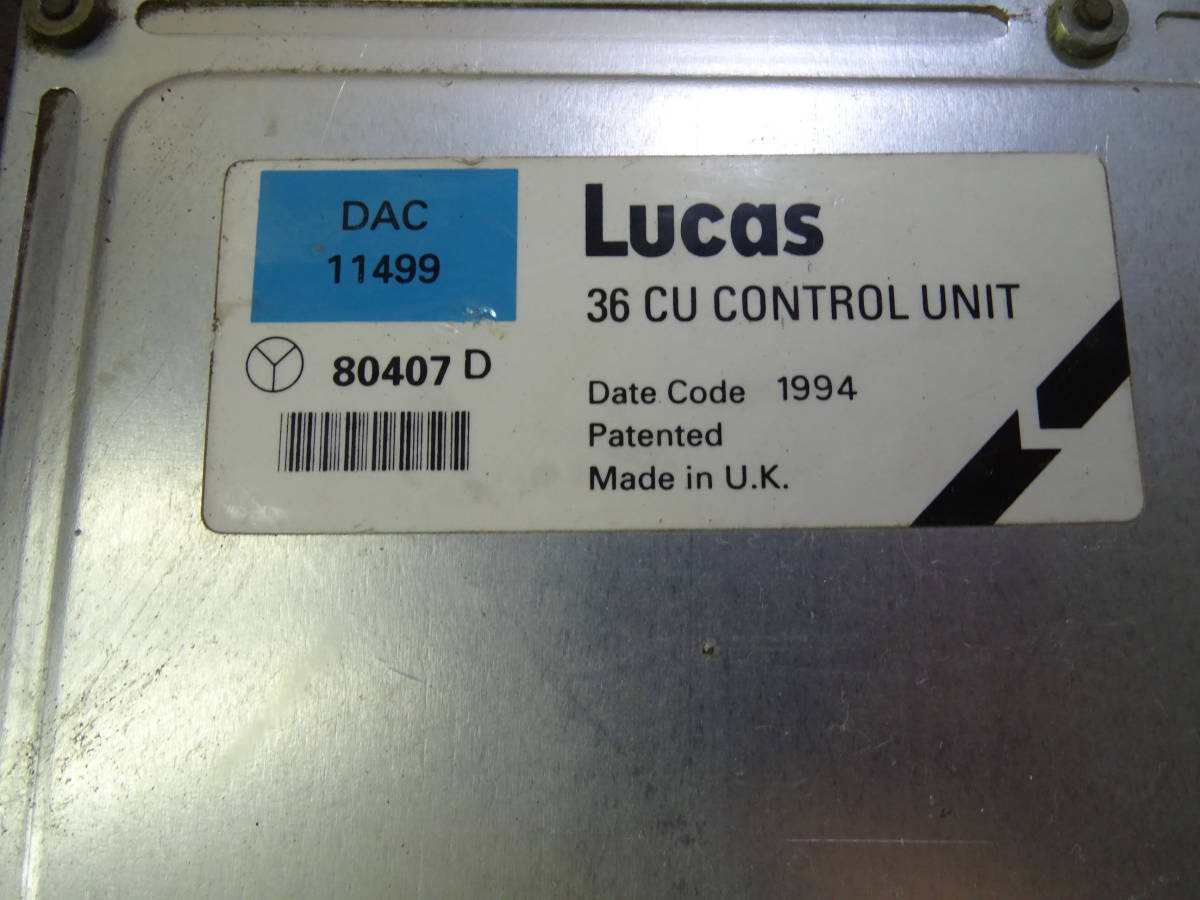 DAC
11499
80407 D
Lucas
36 CU CONTROL UNIT
Date Code 1994
Patented
Made in U.K.